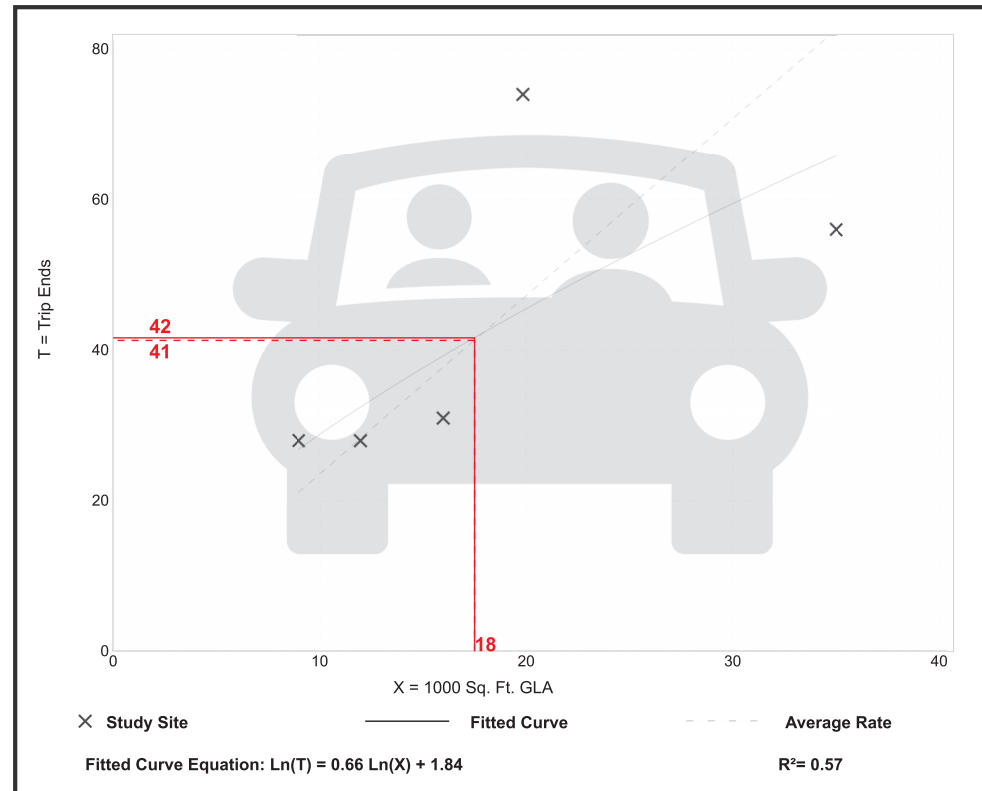 80
60
T = Trip Ends
42
40
41
20
18
0
0 10 20 30 40
X = 1000 Sq. Ft. GLA
Study Site Fitted Curve Average Rate
Fitted Curve Equation: Ln(T) = 0.66 Ln(X) + 1.84 R²= 0.57